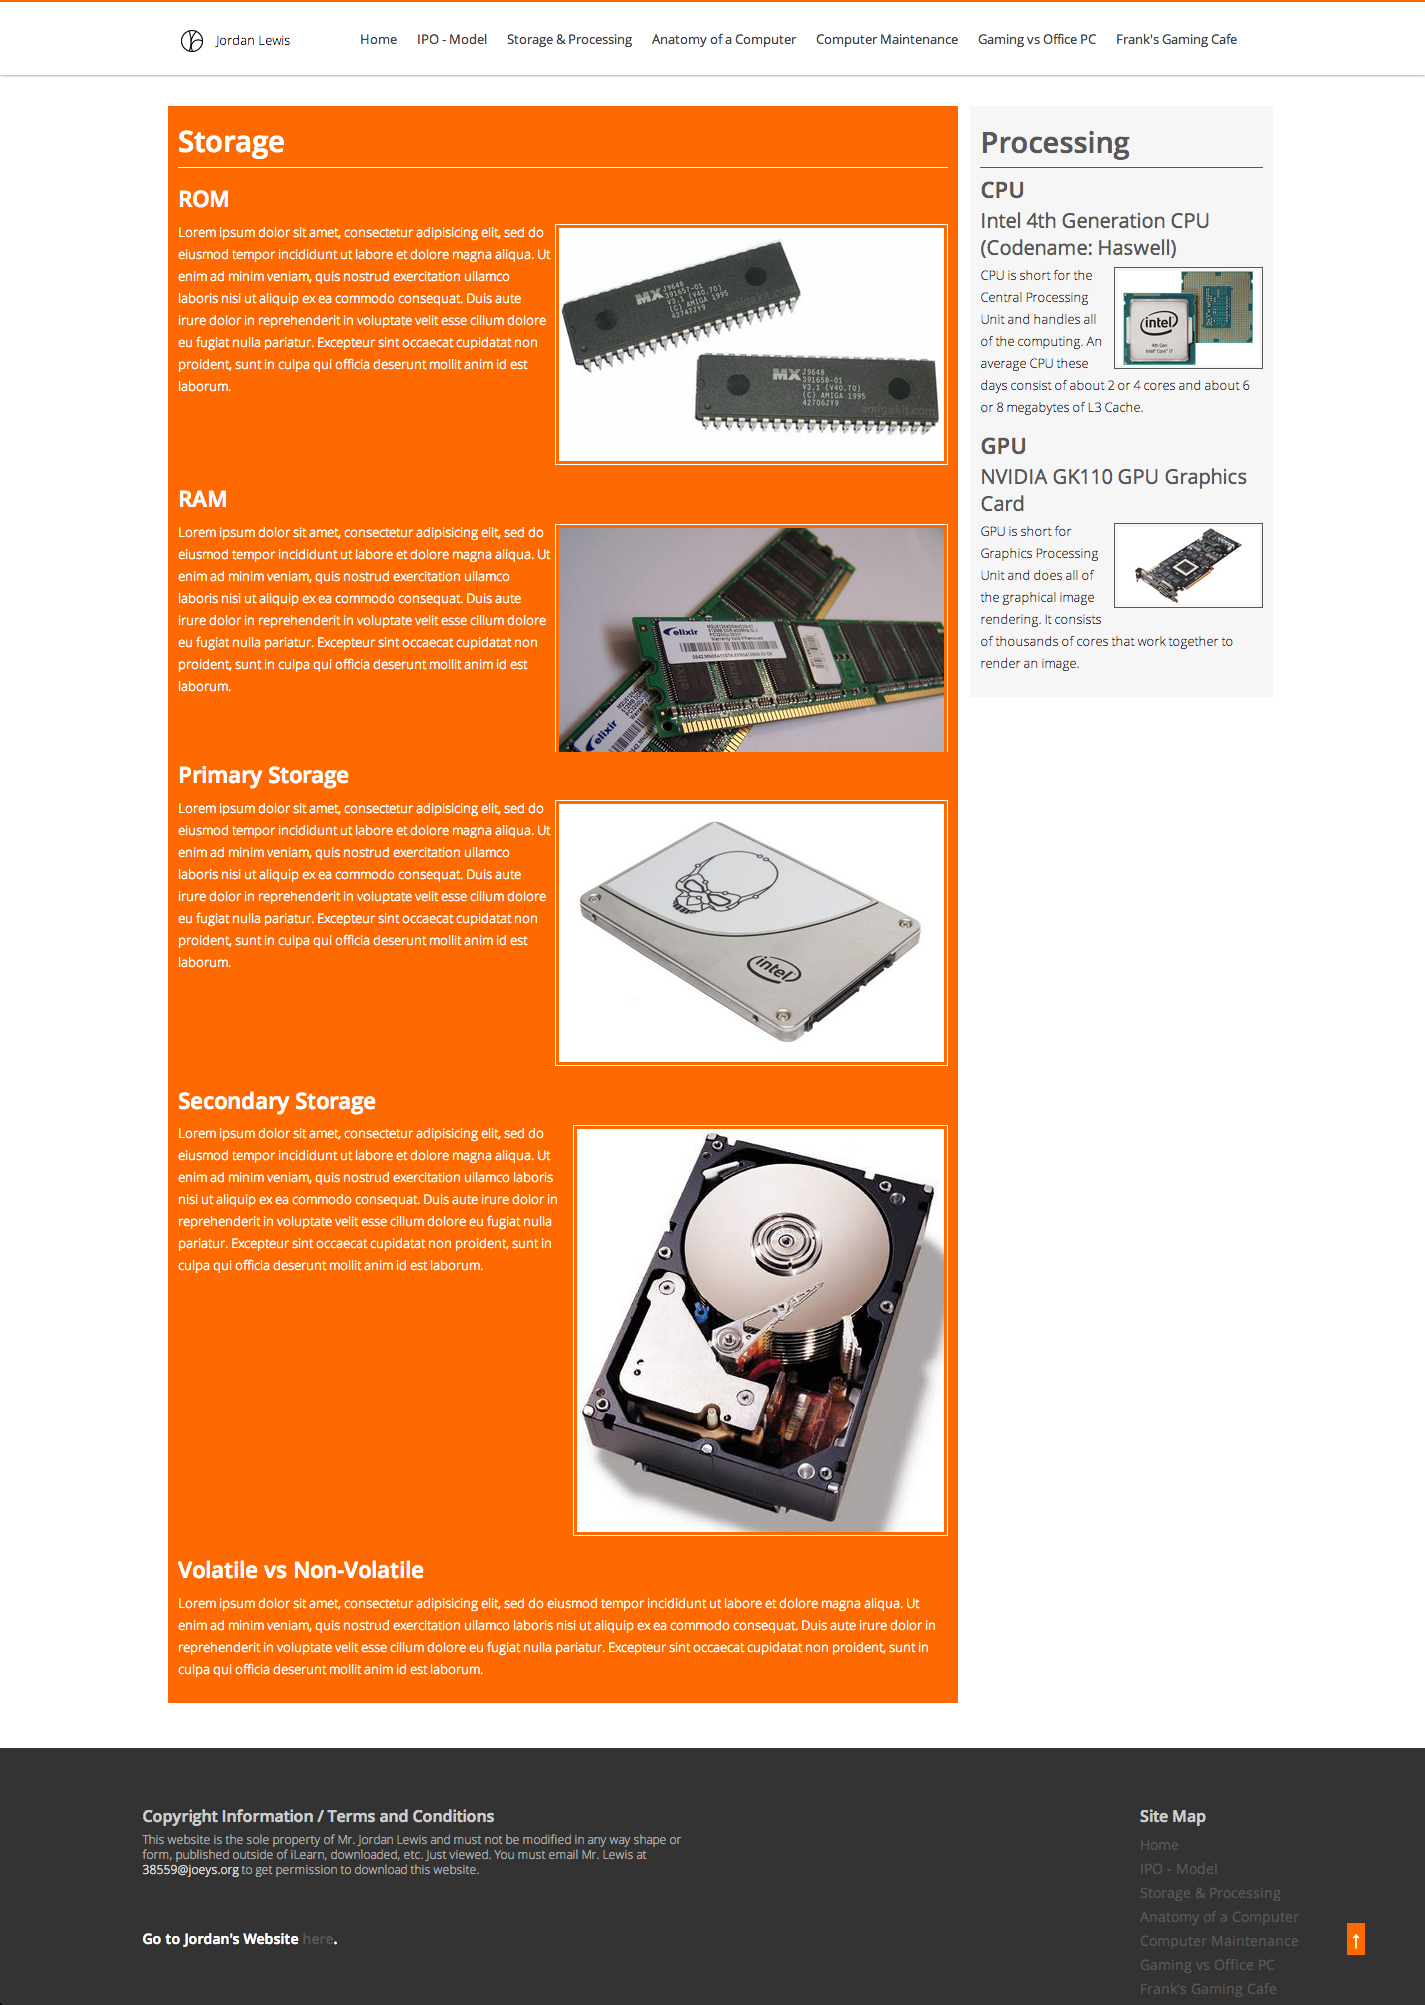 Jordan Lewis
Home IPO - Model Storage & Processing Anatomy of a Computer Computer Maintenance Gaming vs Office PC Frank's Gaming Cafe
Storage
ROM
Lorem ipsum dolor sit amet, consectetur adipisicing elit, sed do
eiusmod tempor incididunt ut labore et dolore magna aliqua. Ut
enim ad minim veniam, quis nostrud exercitation ullamco
laboris nisi ut aliquip ex ea commodo consequat. Duis aute
irure dolor in reprehenderit in voluptate velit esse cillum dolore
eu fugiat nulla pariatur. Excepteur sint occaecat cupidatat non
proident, sunt in culpa qui officia deserunt mollit anim id est
laborum.
MX J9648
391657-01
V3.1 (V40.70)
(C) AMIGA 1995
42747JY9
MX J9648
391658-01
V3.1 (V40.70)
(C) AMIGA 1995
42706JY9
amigakit.com
RAM
Lorem ipsum dolor sit amet, consectetur adipisicing elit, sed do
eiusmod tempor incididunt ut labore et dolore magna aliqua. Ut
enim ad minim veniam, quis nostrud exercitation ullamco
laboris nisi ut aliquip ex ea commodo consequat. Duis aute
irure dolor in reprehenderit in voluptate velit esse cillum dolore
eu fugiat nulla pariatur. Excepteur sint occaecat cupidatat non
proident, sunt in culpa qui officia deserunt mollit anim id est
laborum.
elixir
Warranty Void If Removed
elixir
Primary Storage
Lorem ipsum dolor sit amet, consectetur adipisicing elit, sed do
eiusmod tempor incididunt ut labore et dolore magna aliqua. Ut
enim ad minim veniam, quis nostrud exercitation ullamco
laboris nisi ut aliquip ex ea commodo consequat. Duis aute
irure dolor in reprehenderit in voluptate velit esse cillum dolore
eu fugiat nulla pariatur. Excepteur sint occaecat cupidatat non
proident, sunt in culpa qui officia deserunt mollit anim id est
laborum.
intel
Secondary Storage
Lorem ipsum dolor sit amet, consectetur adipisicing elit, sed do
eiusmod tempor incididunt ut labore et dolore magna aliqua. Ut
enim ad minim veniam, quis nostrud exercitation ullamco laboris
nisi ut aliquip ex ea commodo consequat. Duis aute irure dolor in
reprehenderit in voluptate velit esse cillum dolore eu fugiat nulla
pariatur. Excepteur sint occaecat cupidatat non proident, sunt in
culpa qui officia deserunt mollit anim id est laborum.
Volatile vs Non-Volatile
Lorem ipsum dolor sit amet, consectetur adipisicing elit, sed do eiusmod tempor incididunt ut labore et dolore magna aliqua. Ut
enim ad minim veniam, quis nostrud exercitation ullamco laboris nisi ut aliquip ex ea commodo consequat. Duis aute irure dolor in
reprehenderit in voluptate velit esse cillum dolore eu fugiat nulla pariatur. Excepteur sint occaecat cupidatat non proident, sunt in
culpa qui officia deserunt mollit anim id est laborum.
Processing
CPU
Intel 4th Generation CPU
(Codename: Haswell)
CPU is short for the
Central Processing
Unit and handles all
of the computing. An
average CPU these
days consist of about 2 or 4 cores and about 6
or 8 megabytes of L3 Cache.
intel
4th Gen
Intel® Core™ i7
GPU
NVIDIA GK110 GPU Graphics
Card
GPU is short for
Graphics Processing
Unit and does all of
the graphical image
rendering. It consists
of thousands of cores that work together to
render an image.
Copyright Information / Terms and Conditions
This website is the sole property of Mr. Jordan Lewis and must not be modified in any way shape or
form, published outside of iLearn, downloaded, etc. Just viewed. You must email Mr. Lewis at
38559@joeys.org to get permission to download this website.
Go to Jordan's Website here.
Site Map
Home
IPO - Model
Storage & Processing
Anatomy of a Computer
Computer Maintenance
Gaming vs Office PC
Frank's Gaming Cafe
↑